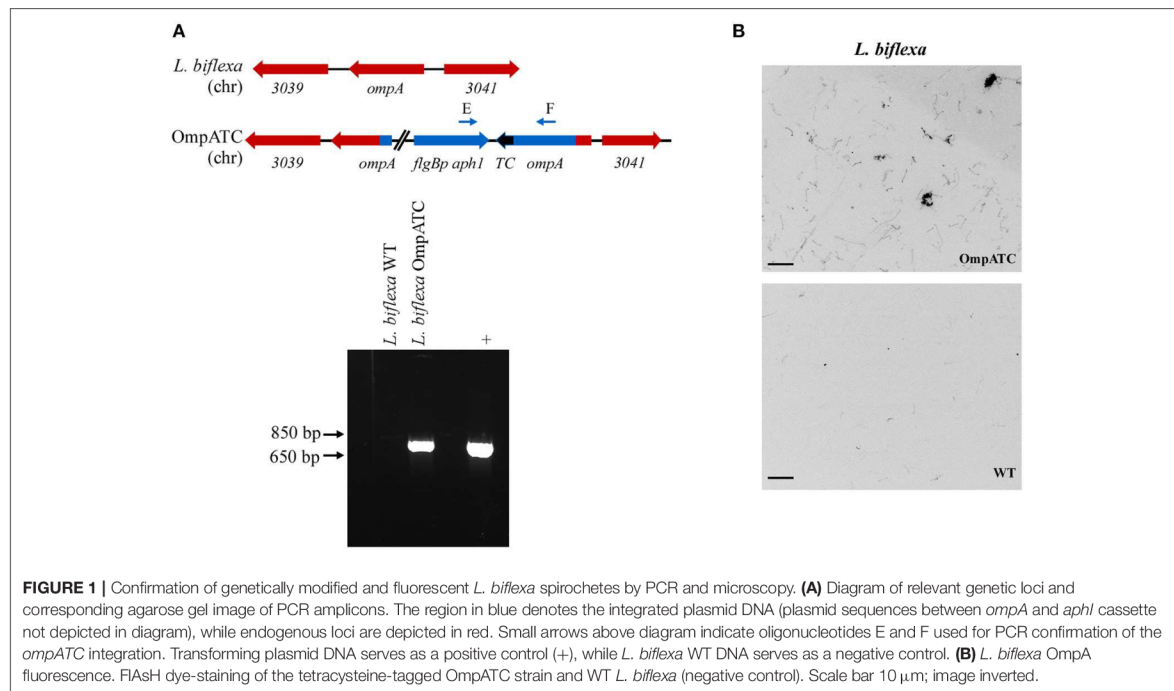 A
L. biflexa
(chr)
3039 ompA 3041
E F
OmpATC
(chr)
3039 ompA flgBp aph1 TC ompA 3041
L. biflexa WT
L. biflexa OmpATC
+
850 bp
650 bp
B
L. biflexa
OmpATC
WT
FIGURE 1 | Confirmation of genetically modified and fluorescent L. biflexa spirochetes by PCR and microscopy. (A) Diagram of relevant genetic loci and
corresponding agarose gel image of PCR amplicons. The region in blue denotes the integrated plasmid DNA (plasmid sequences between ompA and aphI cassette
not depicted in diagram), while endogenous loci are depicted in red. Small arrows above diagram indicate oligonucleotides E and F used for PCR confirmation of the
ompATC integration. Transforming plasmid DNA serves as a positive control (+), while L. biflexa WT DNA serves as a negative control. (B) L. biflexa OmpA
fluorescence. FlAsH dye-staining of the tetracysteine-tagged OmpATC strain and WT L. biflexa (negative control). Scale bar 10 μm; image inverted.